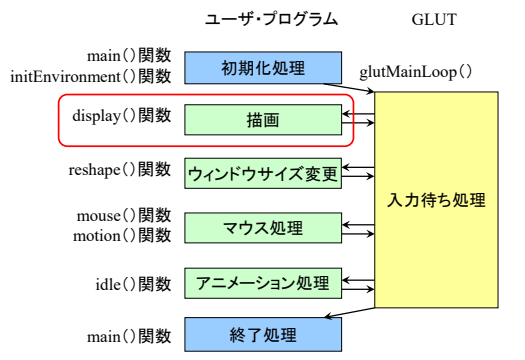 ユーザ・プログラム
GLUT
main()関数
initEnvironment()関数
初期化処理
glutMainLoop()
display()関数
描画
reshape()関数
ウィンドウサイズ変更
入力待ち処理
mouse()関数
motion()関数
マウス処理
idle()関数
アニメーション処理
main()関数
終了処理